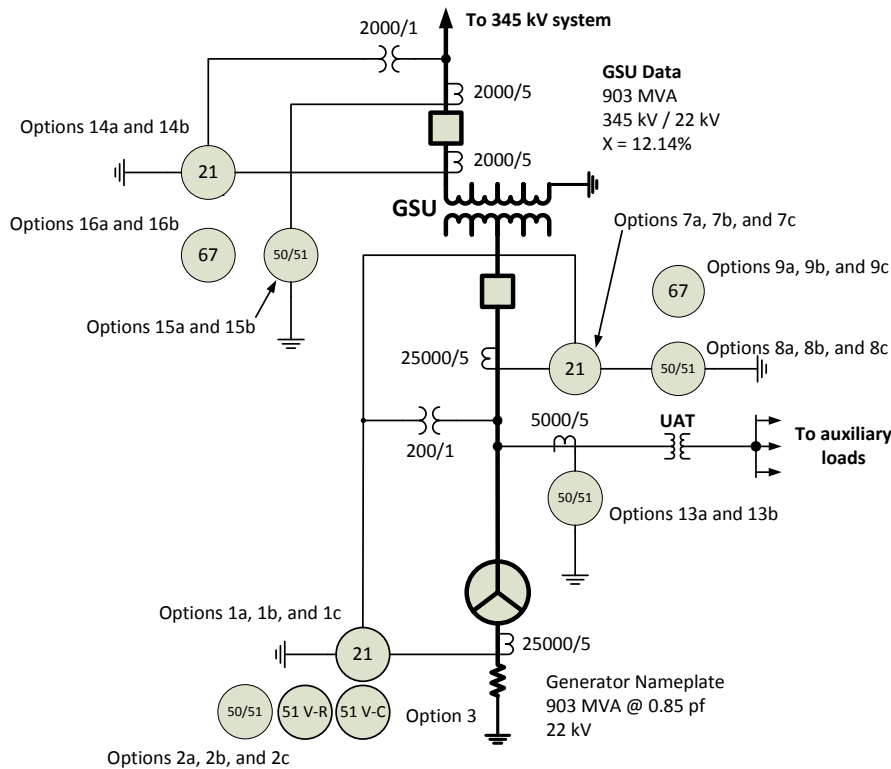 2000/1
To 345 kV system
GSU Data
903 MVA
345 kV / 22 kV
X = 12.14%
2000/5
Options 14a and 14b
2000/5
21
GSU
Options 7a, 7b, and 7c
Options 16a and 16b
67
50/51
Options 9a, 9b, and 9c
67
Options 15a and 15b
25000/5
21
50/51
Options 8a, 8b, and 8c
200/1
5000/5
UAT
To auxiliary
loads
50/51
Options 13a and 13b
Options 1a, 1b, and 1c
21
25000/5
50/51
51 V-R
51 V-C
Option 3
Generator Nameplate
903 MVA @ 0.85 pf
22 kV
Options 2a, 2b, and 2c